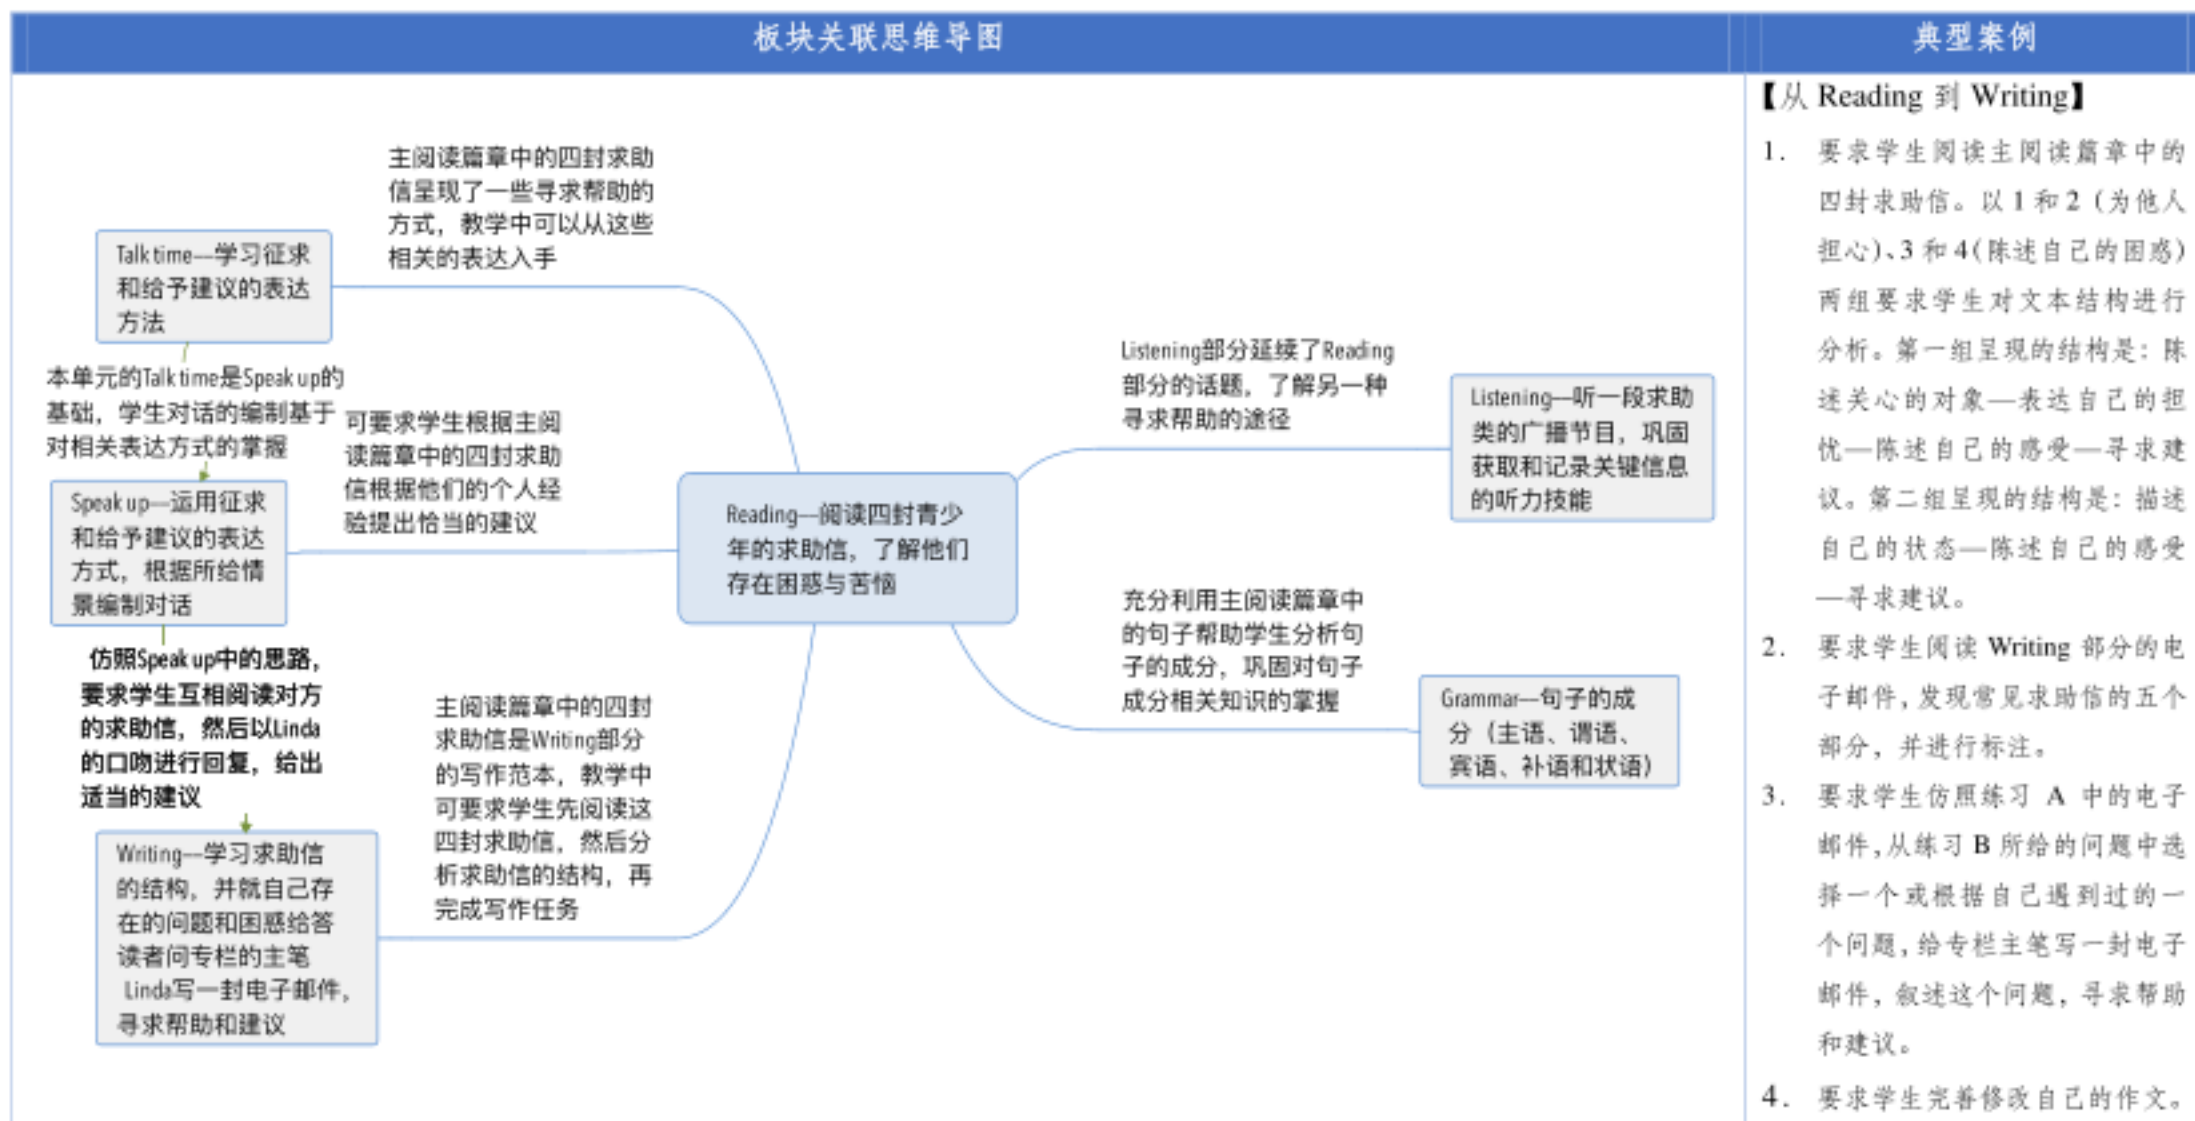 板块关联思维导图
典型案例
主阅读篇章中的四封求助
信呈现了一些寻求帮助的
方式，教学中可以从这些
相关的表达入手
Talk time—学习征求
和给予建议的表达
方法
本单元的Talk time是Speak up的
基础，学生对话的编制基于
对相关表达方式的掌握
可要求学生根据主阅
读篇章中的四封求助
信根据他们的个人经
验提出恰当的建议
Speak up—运用征求
和给予建议的表达
方式，根据所给情
景编制对话
仿照Speak up中的思路，
要求学生互相阅读对方
的求助信，然后以Linda
的口吻进行回复，给出
适当的建议
主阅读篇章中的四封
求助信是Writing部分
的写作范本，教学中
可要求学生先阅读这
四封求助信，然后分
析求助信的结构，再
完成写作任务
Writing—学习求助信
的结构，并就自己存
在的问题和困惑给答
读者问专栏的主笔
Linda写一封电子邮件，
寻求帮助和建议
Reading—阅读四封青少
年的求助信，了解他们
存在困惑与苦恼
Listening部分延续了Reading
部分的话题，了解另一种
寻求帮助的途径
Listening—听一段求助
类的广播节目，巩固
获取和记录关键信息
的听力技能
充分利用主阅读篇章中
的句子帮助学生分析句
子的成分，巩固对句子
成分相关知识的掌握
Grammar—句子的成
分（主语、谓语、
宾语、补语和状语）
【从 Reading 到 Writing】
1. 要求学生阅读主阅读篇章中的
四封求助信。以 1 和 2（为他人
担心）、3 和 4（陈述自己的困惑）
两组要求学生对文本结构进行
分析。第一组呈现的结构是：陈
述关心的对象—表达自己的担
忧—陈述自己的感受—寻求建
议。第二组呈现的结构是：描述
自己的状态—陈述自己的感受
—寻求建议。
2. 要求学生阅读 Writing 部分的电
子邮件，发现常见求助信的五个
部分，并进行标注。
3. 要求学生仿照练习 A 中的电子
邮件，从练习 B 所给的问题中选
择一个或根据自己遇到过的一
个问题，给专栏主笔写一封电子
邮件，叙述这个问题，寻求帮助
和建议。
4. 要求学生完善修改自己的作文。